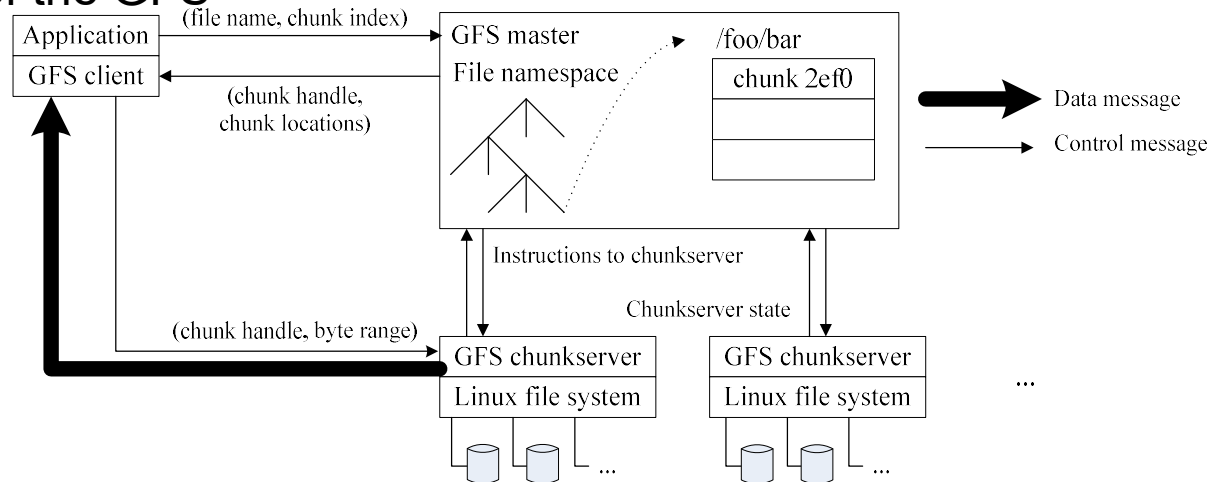 (file name, chunk index)
Application
GFS client
GFS master
File namespace
/foo/bar
chunk 2ef0
(chunk handle,
chunk locations)
Data message
Control message
Instructions to chunkserver
Chunkserver state
(chunk handle, byte range)
GFS chunkserver
Linux file system
...
GFS chunkserver
Linux file system
...
...